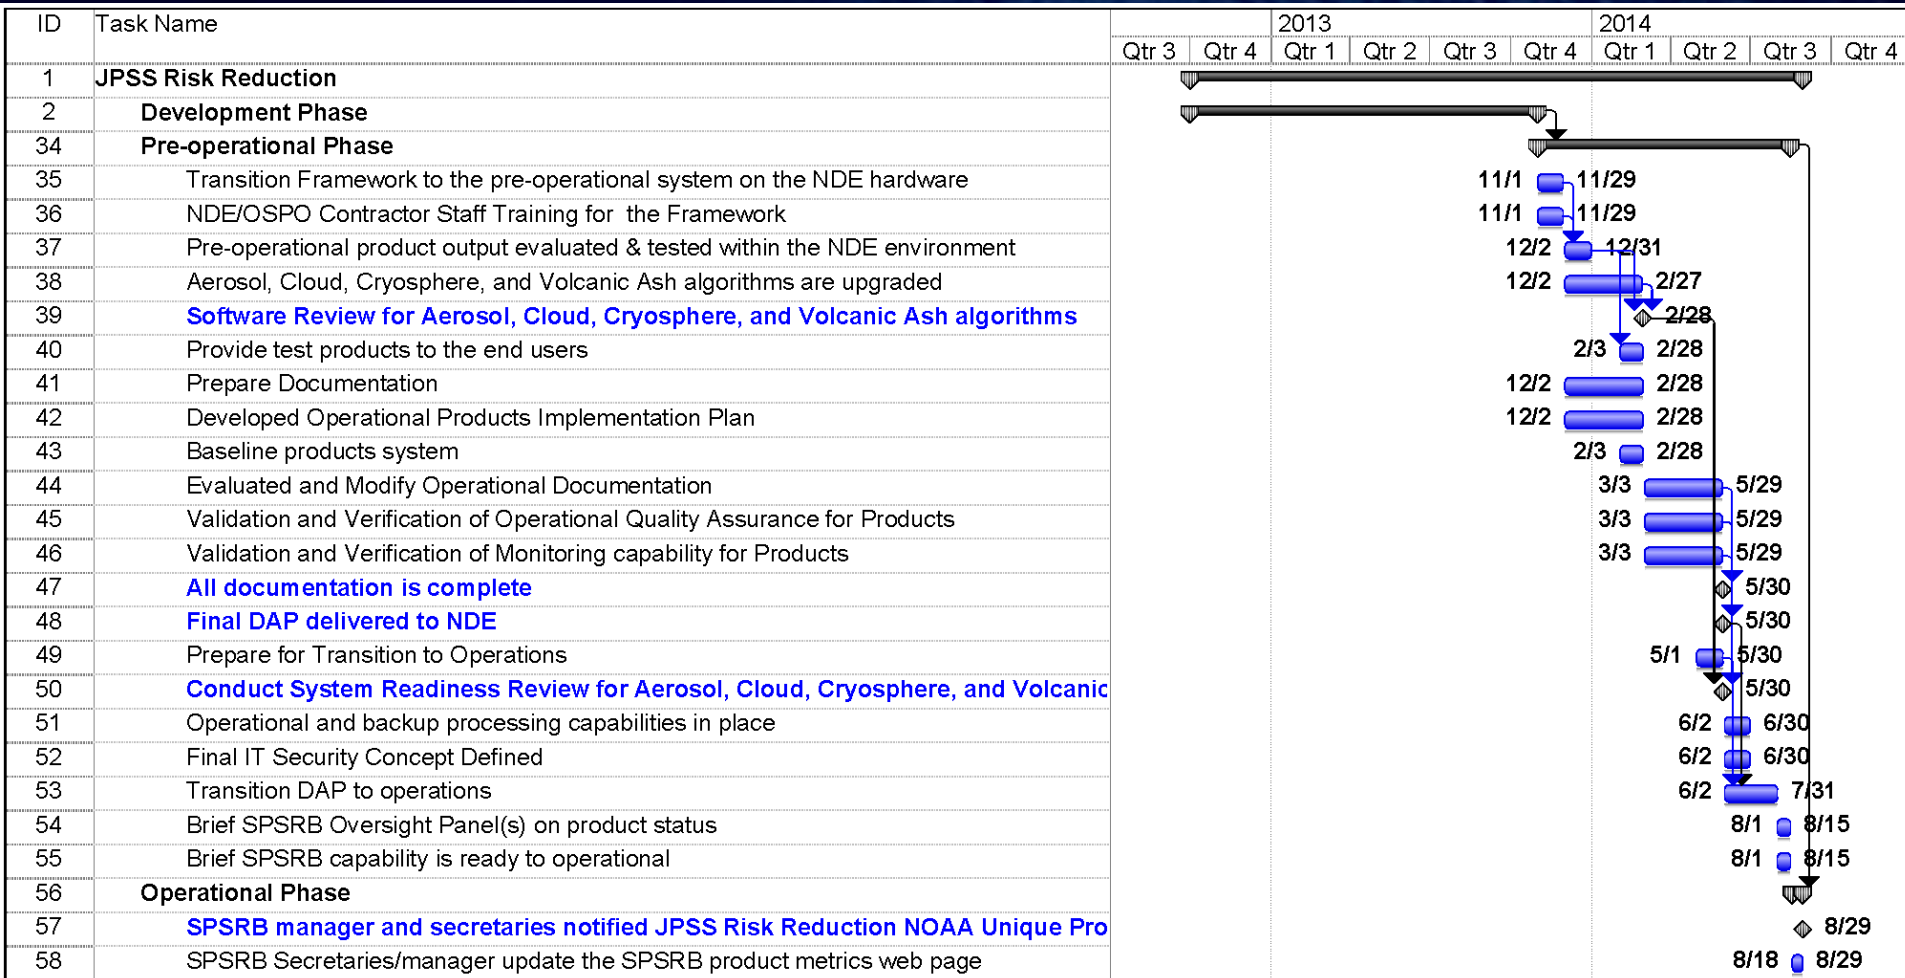 ID Task Name 2013 2014
Qtr 3 Qtr 4 Qtr 1 Qtr 2 Qtr 3 Qtr 4 Qtr 1 Qtr 2 Qtr 3 Qtr 4
1 JPSS Risk Reduction
2 Development Phase
34 Pre-operational Phase
35 Transition Framework to the pre-operational system on the NDE hardware 11/1 11/29
36 NDE/OSPO Contractor Staff Training for the Framework 11/1 11/29
37 Pre-operational product output evaluated & tested within the NDE environment 12/2 12/31
38 Aerosol, Cloud, Cryosphere, and Volcanic Ash algorithms are upgraded 12/2 2/27
39 Software Review for Aerosol, Cloud, Cryosphere, and Volcanic Ash algorithms 2/28
40 Provide test products to the end users 2/3 2/28
41 Prepare Documentation 12/2 2/28
42 Developed Operational Products Implementation Plan 12/2 2/28
43 Baseline products system 2/3 2/28
44 Evaluated and Modify Operational Documentation 3/3 5/29
45 Validation and Verification of Operational Quality Assurance for Products 3/3 5/29
46 Validation and Verification of Monitoring capability for Products 3/3 5/29
47 All documentation is complete 5/30
48 Final DAP delivered to NDE 5/30
49 Prepare for Transition to Operations 5/1 5/30
50 Conduct System Readiness Review for Aerosol, Cloud, Cryosphere, and Volcanic 5/30
51 Operational and backup processing capabilities in place 6/2 6/30
52 Final IT Security Concept Defined 6/2 6/30
53 Transition DAP to operations 6/2 7/31
54 Brief SPSRB Oversight Panel(s) on product status 8/1 8/15
55 Brief SPSRB capability is ready to operational 8/1 8/15
56 Operational Phase
57 SPSRB manager and secretaries notified JPSS Risk Reduction NOAA Unique Pro 8/29
58 SPSRB Secretaries/manager update the SPSRB product metrics web page 8/18 8/29